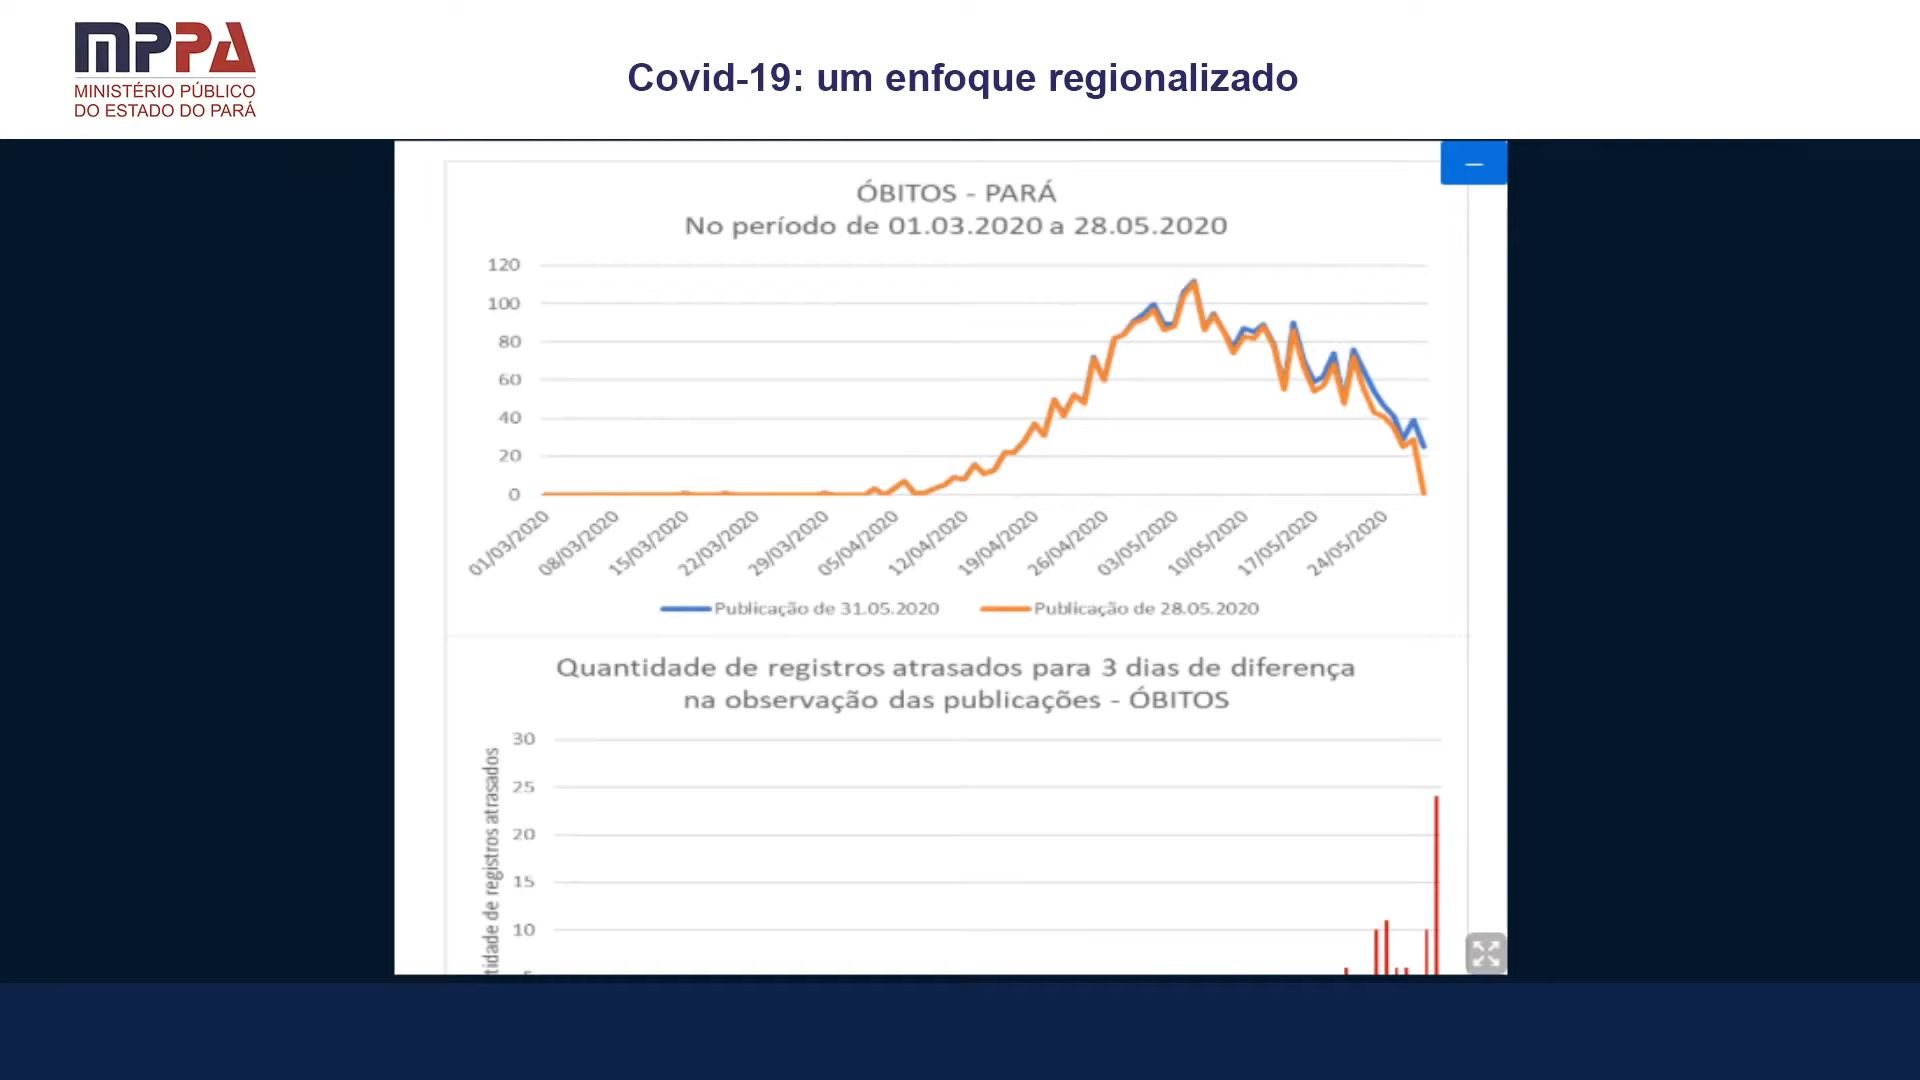 MPPA
MINISTÉRIO PÚBLICO
DO ESTADO DO PARÁ
Covid-19: um enfoque regionalizado
ÓBITOS - PARÁ
No período de 01.03.2020 a 28.05.2020
120
100
80
60
40
20
0
01/03/2020
08/03/2020
15/03/2020
22/03/2020
29/03/2020
05/04/2020
12/04/2020
19/04/2020
26/04/2020
03/05/2020
10/05/2020
17/05/2020
24/05/2020
Publicação de 31.05.2020
Publicação de 28.05.2020
Quantidade de registros atrasados para 3 dias de diferença
na observação das publicações - ÓBITOS
30
25
20
15
10
tidade de registros atrasados